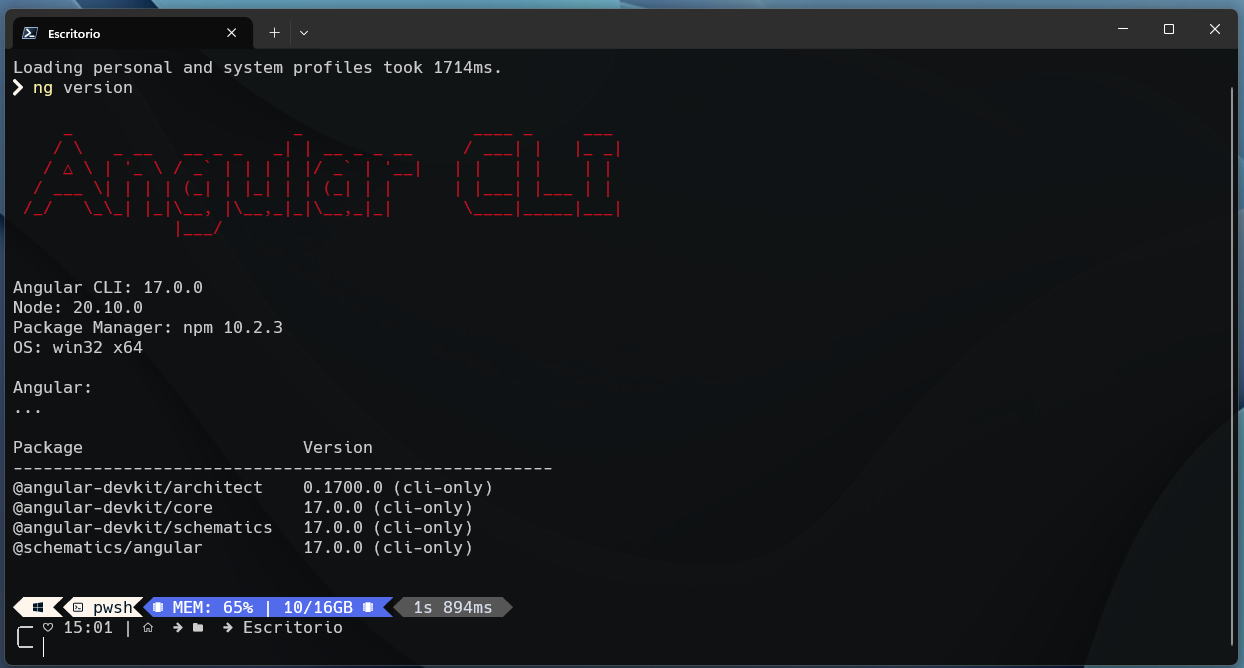 Escritorio
Loading personal and system profiles took 1714ms.
ng version
Angular CLI
Angular CLI: 17.0.0
Node: 20.10.0
Package Manager: npm 10.2.3
OS: win32 x64
Angular:
...
Package Version
------------------------------------------------------
@angular-devkit/architect 0.1700.0 (cli-only)
@angular-devkit/core 17.0.0 (cli-only)
@angular-devkit/schematics 17.0.0 (cli-only)
@schematics/angular 17.0.0 (cli-only)
pwsh MEM: 65% | 10/16GB 1s 894ms
15:01 | Escritorio